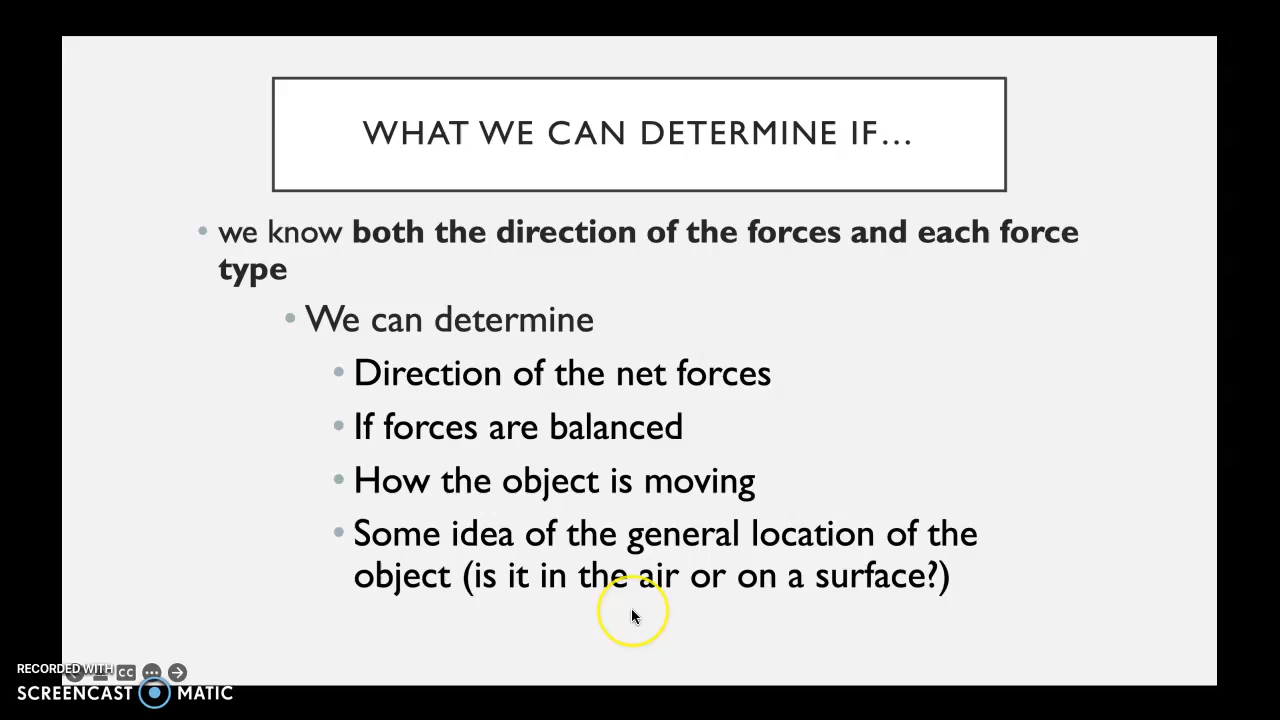 WHAT WE CAN DETERMINE IF...
• we know both the direction of the forces and each force
type
• We can determine
• Direction of the net forces
• If forces are balanced
• How the object is moving
• Some idea of the general location of the
object (is it in the air or on a surface?)
RECORDED WITH
CC
SCREENCAST MATIC